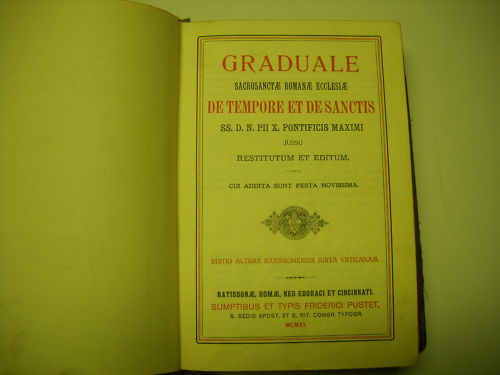 GRADUALE
SACROSANCTÆ ROMANÆ ECCLESIÆ
DE TEMPORE ET DE SANCTIS
SS. D. N. PII X. PONTIFICIS MAXIMI
JUSSU
RESTITUTUM ET EDITUM.
CUI ADDITA SUNT FESTA NOVISSIMA.
EDITIO ALTERA RATISBONENSIS JUXTA VATICANAM.
RATISBONÆ, ROMÆ, NEO EBORACI ET CINCINNATI.
SUMPTIBUS ET TYPIS FRIDERICI PUSTET,
S. SEDIS APOST. ET S. RIT. CONGR. TYPOGR.
MCMXI.